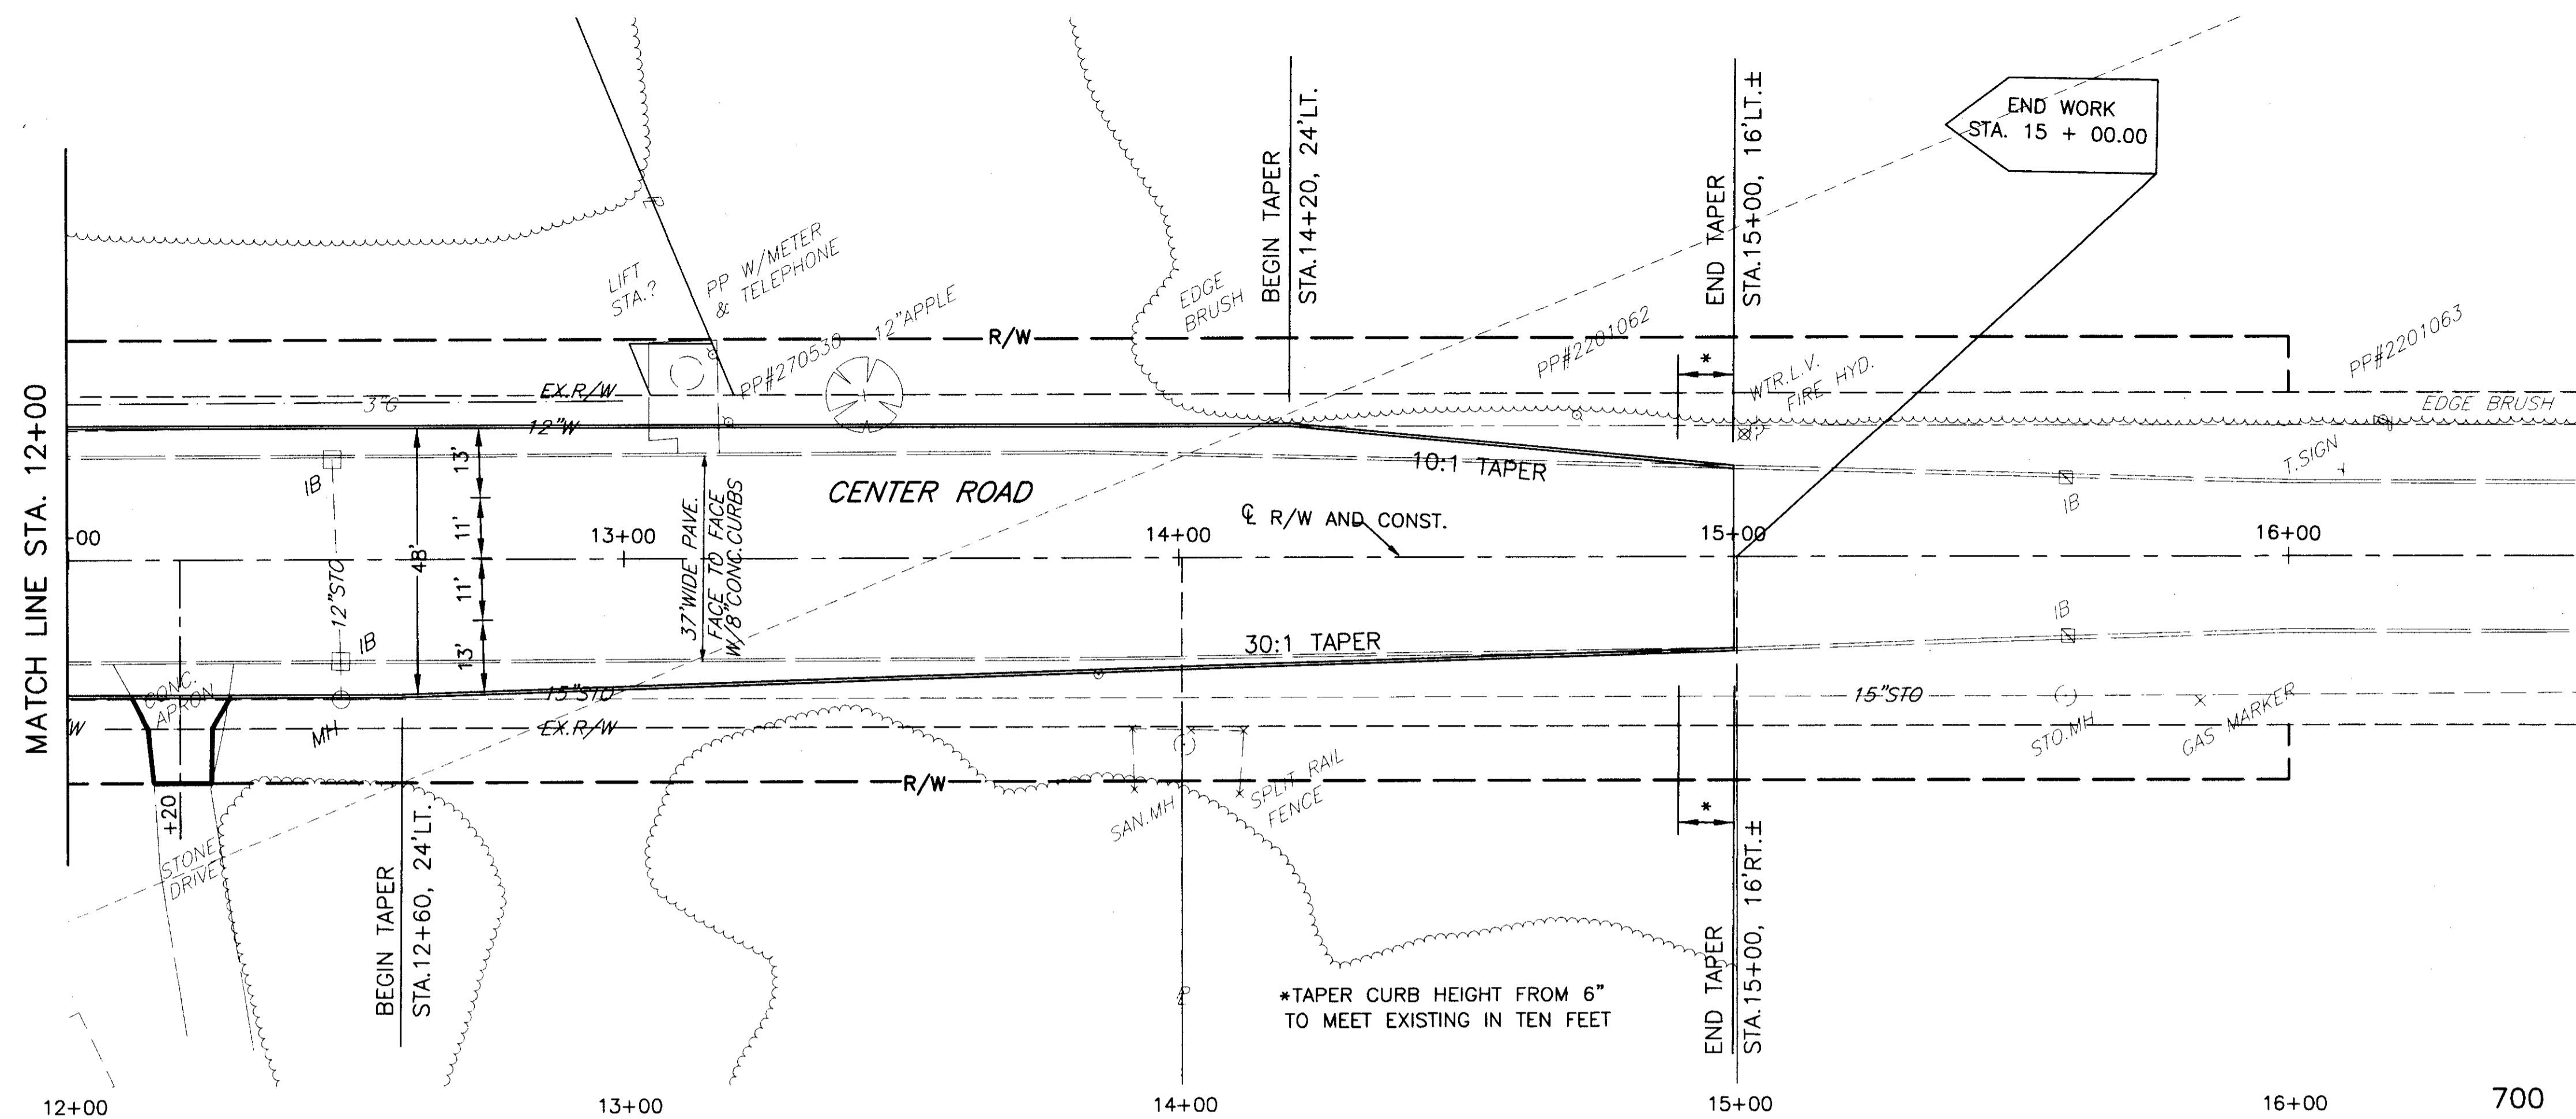 MATCH LINE STA. 12+00
END WORK
STA. 15 + 00.00
BEGIN TAPER
STA.14+20, 24'LT.
END TAPER
STA.15+00, 16'LT.±
LIFT
STA.?
PP W/METER
& TELEPHONE
PP#270530
12"APPLE
EDGE
BRUSH
R/W
PP#2201062
*
WTR.L.V.
FIRE HYD.
PP#2201063
EDGE BRUSH
EX.R/W
3"G
12"W
13'
11'
48'
11'
13'
IB
12"STO
IB
CENTER ROAD
37'WIDE PAVE.
FACE TO FACE
W/8"CONC.CURBS
10:1 TAPER
T.SIGN
IB
℄ R/W AND CONST.
+00
13+00
14+00
15+00
16+00
30:1 TAPER
IB
CONC.
APRON
15"STO
15"STO
W
MH
EX.R/W
STO.MH
GAS MARKER
R/W
SAN.MH
SPLIT RAIL
FENCE
+20
STONE
DRIVE
BEGIN TAPER
STA.12+60, 24'LT.
*
END TAPER
STA.15+00, 16'RT.±
*TAPER CURB HEIGHT FROM 6"
TO MEET EXISTING IN TEN FEET
12+00
13+00
14+00
15+00
16+00
700